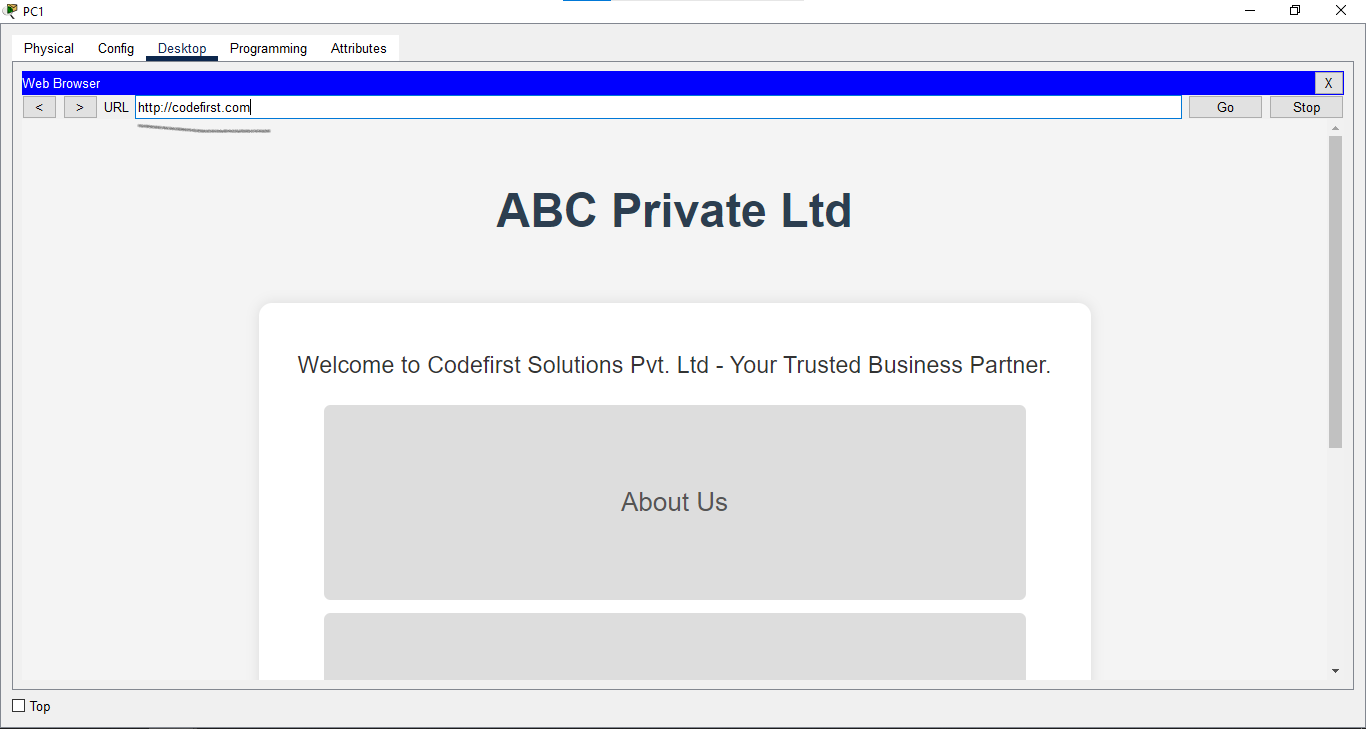 PC1
Physical Config Desktop Programming Attributes
Web Browser X
< > URL http://codefirst.com Go Stop
ABC Private Ltd
Welcome to Codefirst Solutions Pvt. Ltd - Your Trusted Business Partner.
About Us
Top